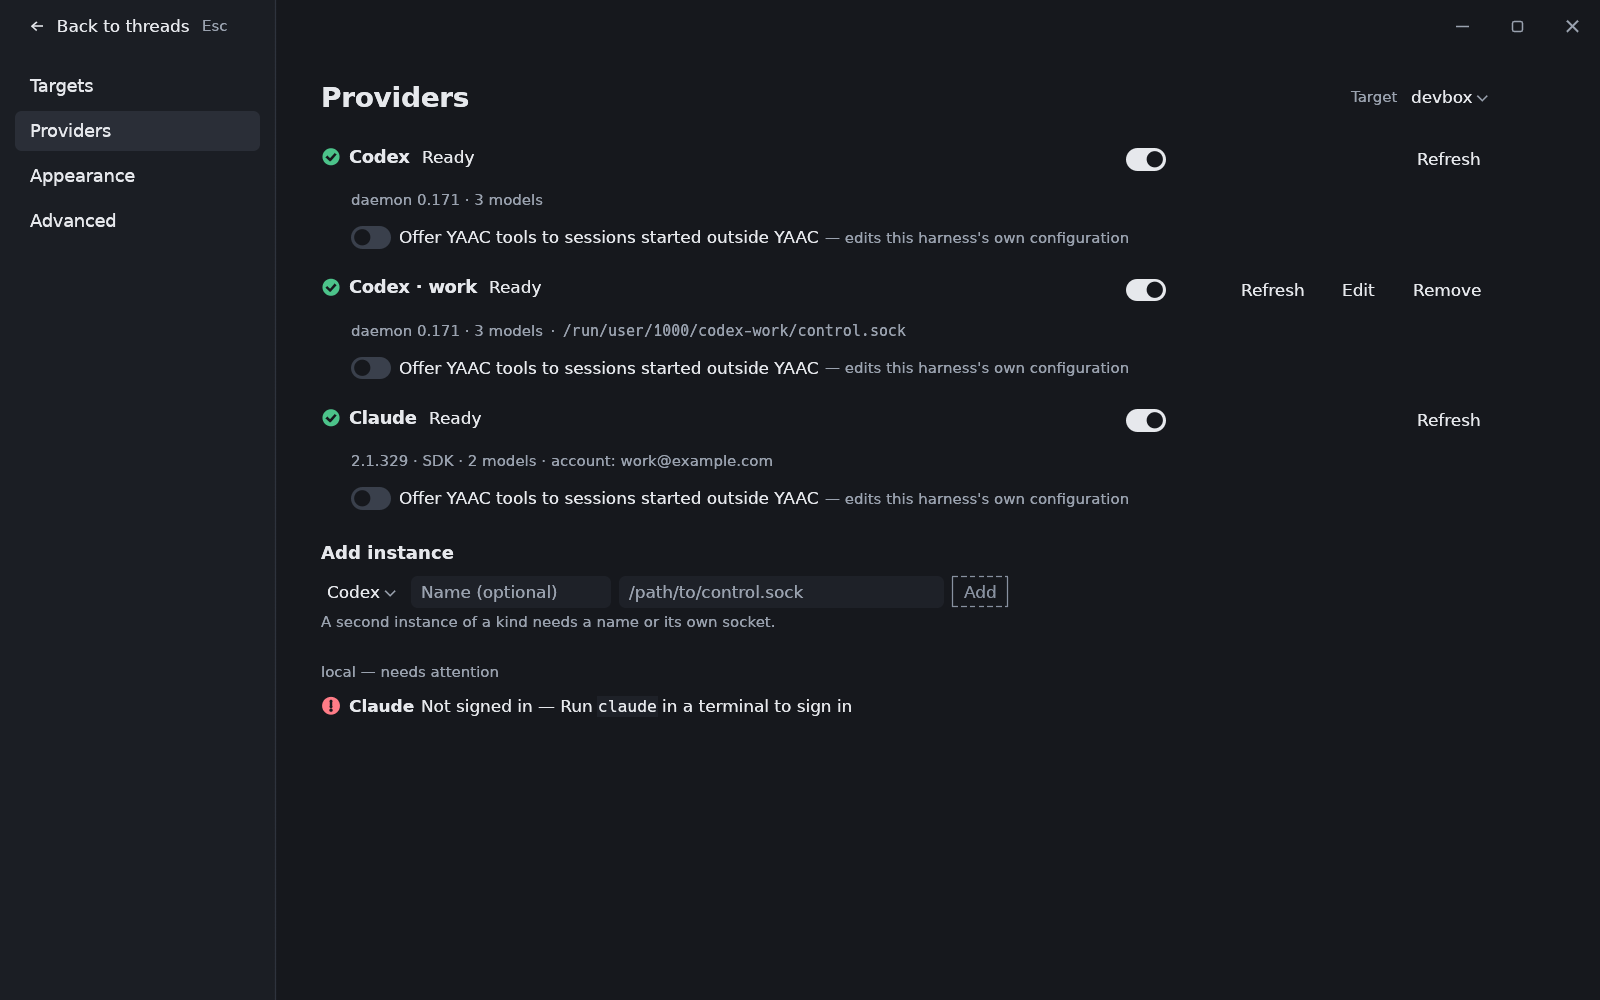 Back to threads Esc
Targets
Providers
Appearance
Advanced
Providers
Target devbox
Codex Ready
Refresh
daemon 0.171 · 3 models
Offer YAAC tools to sessions started outside YAAC — edits this harness's own configuration
Codex · work Ready
Refresh Edit Remove
daemon 0.171 · 3 models · /run/user/1000/codex-work/control.sock
Offer YAAC tools to sessions started outside YAAC — edits this harness's own configuration
Claude Ready
Refresh
2.1.329 · SDK · 2 models · account: work@example.com
Offer YAAC tools to sessions started outside YAAC — edits this harness's own configuration
Add instance
Codex Name (optional) /path/to/control.sock Add
A second instance of a kind needs a name or its own socket.
local — needs attention
Claude Not signed in — Run claude in a terminal to sign in